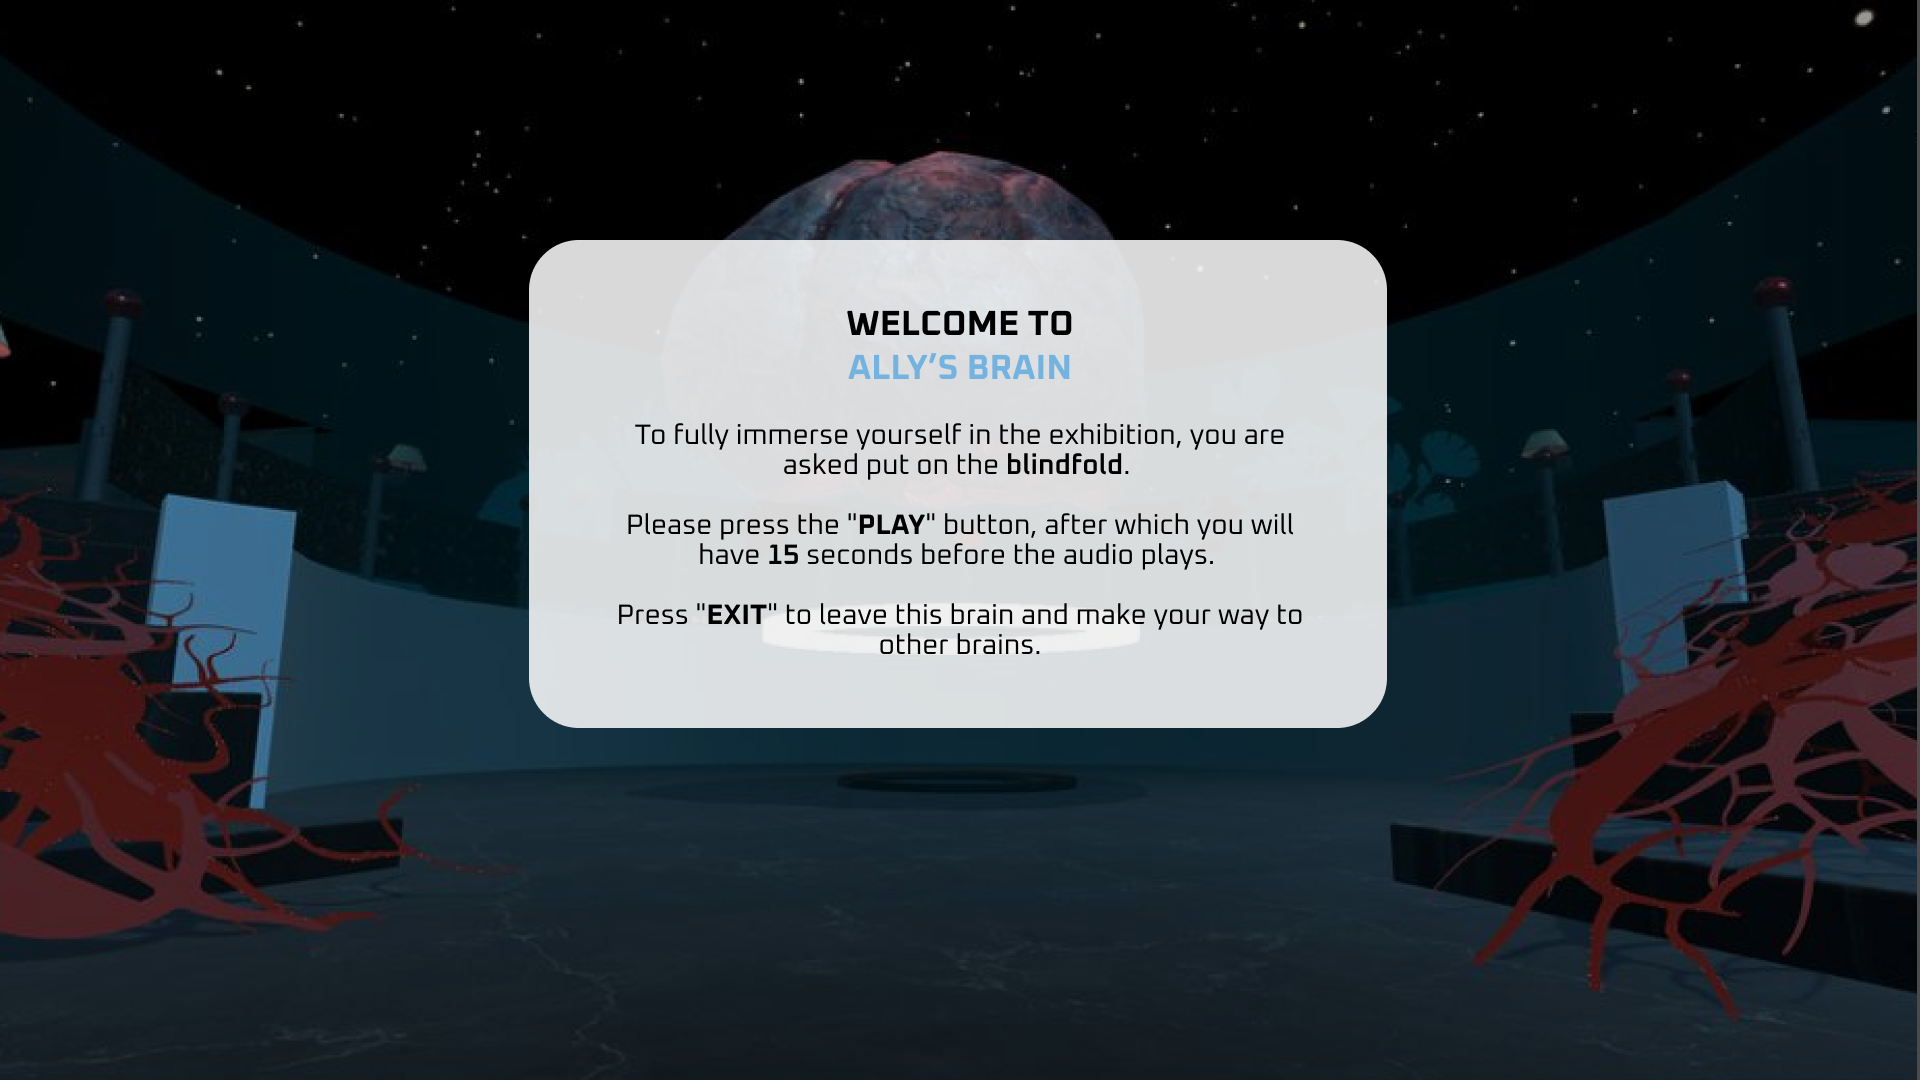 WELCOME TO
ALLY’S BRAIN
To fully immerse yourself in the exhibition, you are
asked put on the blindfold.
Please press the "PLAY" button, after which you will
have 15 seconds before the audio plays.
Press "EXIT" to leave this brain and make your way to
other brains.